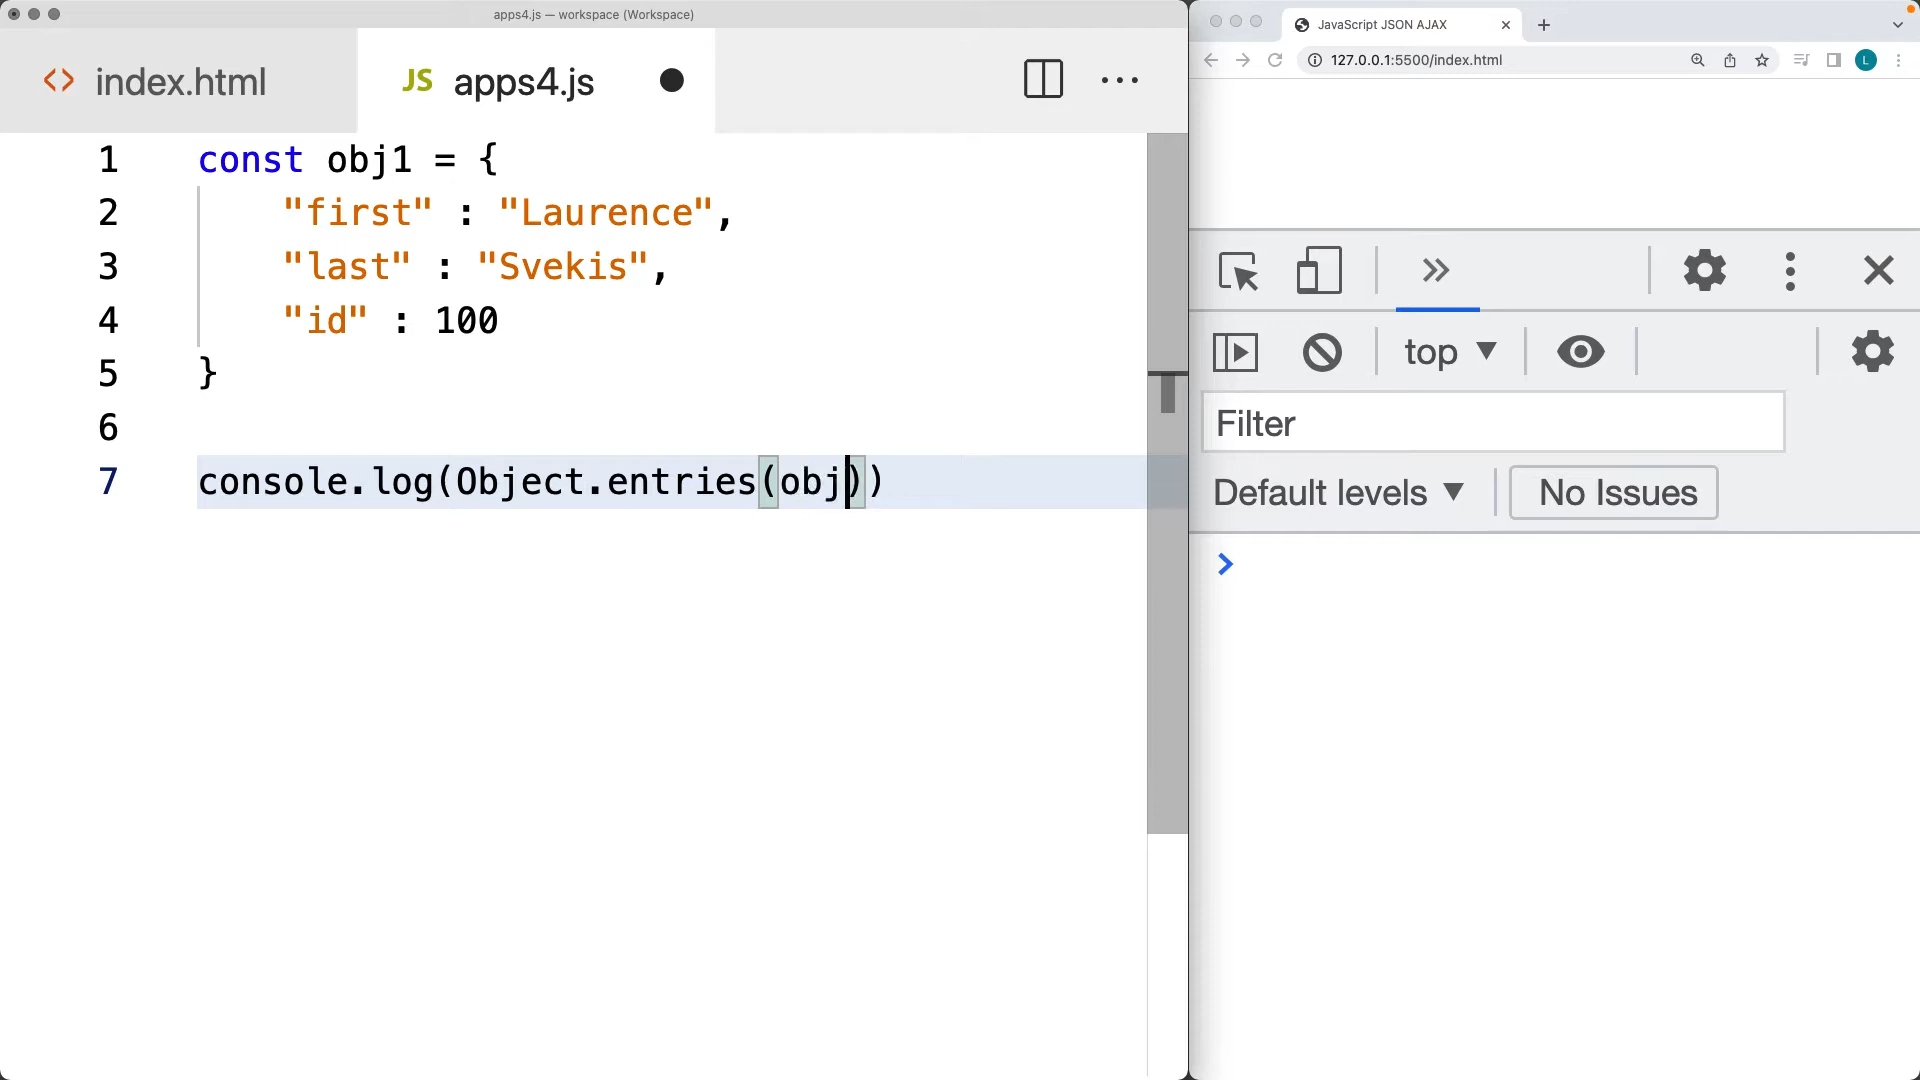 apps4.js — workspace (Workspace)
index.html
JS apps4.js
1 const obj1 = {
2 "first" : "Laurence",
3 "last" : "Svekis",
4 "id" : 100
5 }
6
7 console.log(Object.entries(obj))
JavaScript JSON AJAX
127.0.0.1:5500/index.html
L
top
Filter
Default levels
No Issues